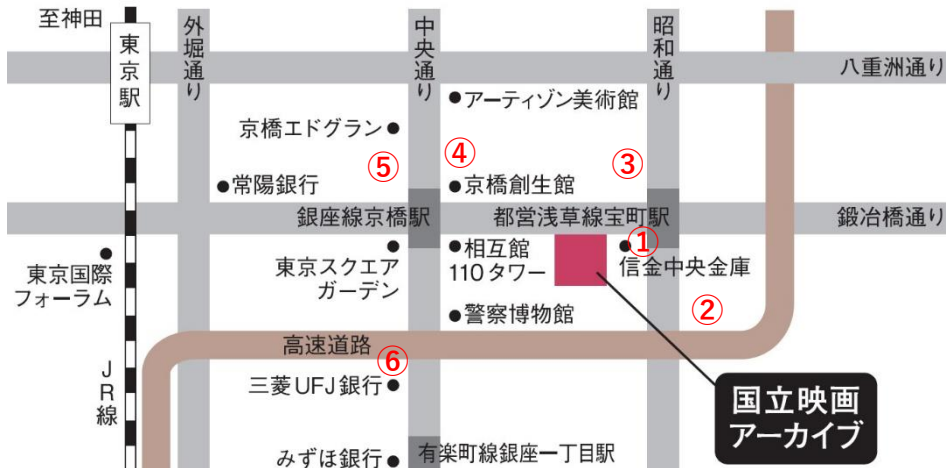 至神田
東京駅
外堀通り
中央通り
昭和通り
八重洲通り
アーティゾン美術館
京橋エドグラン
⑤
④
③
常陽銀行
京橋創生館
銀座線京橋駅
都営浅草線宝町駅
鍛冶橋通り
①
東京国際
フォーラム
東京スクエア
ガーデン
相互館
110タワー
信金中央金庫
②
警察博物館
高速道路
⑥
JR線
三菱UFJ銀行
国立映画
アーカイブ
みずほ銀行
有楽町線銀座一丁目駅